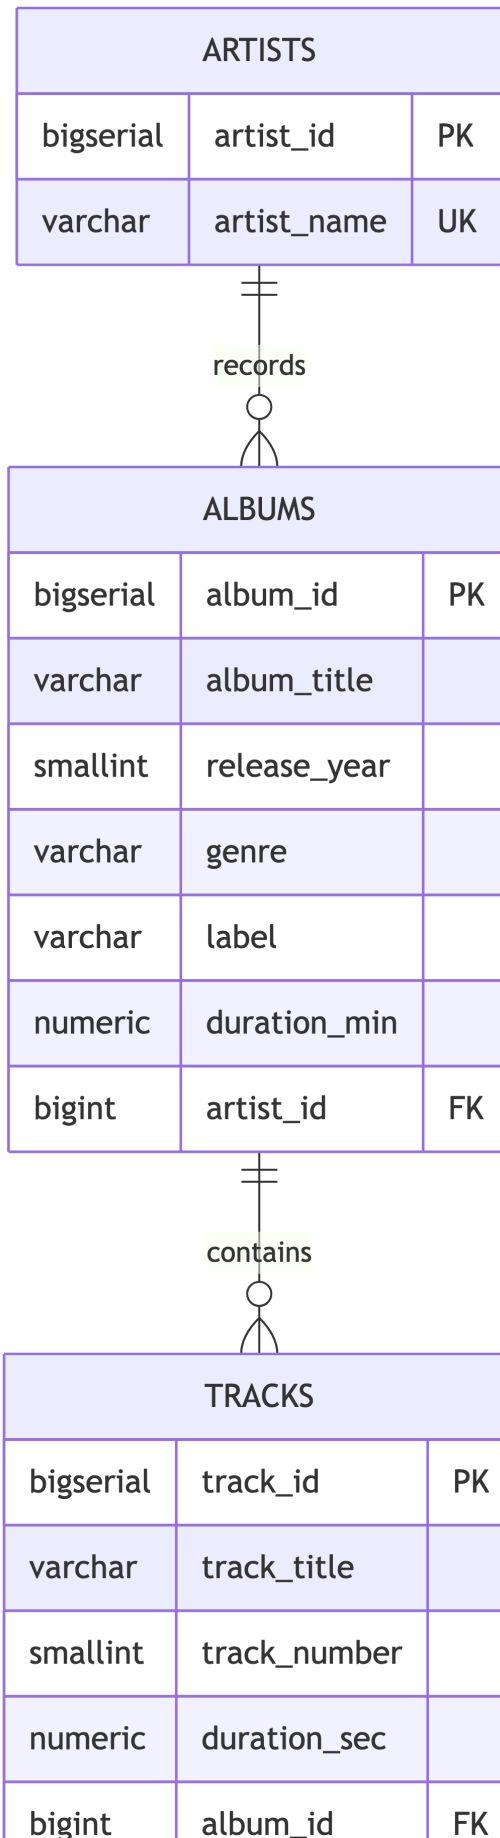 ARTISTS
bigserial artist_id PK
varchar artist_name UK
records
ALBUMS
bigserial album_id PK
varchar album_title
smallint release_year
varchar genre
varchar label
numeric duration_min
bigint artist_id FK
contains
TRACKS
bigserial track_id PK
varchar track_title
smallint track_number
numeric duration_sec
bigint album_id FK